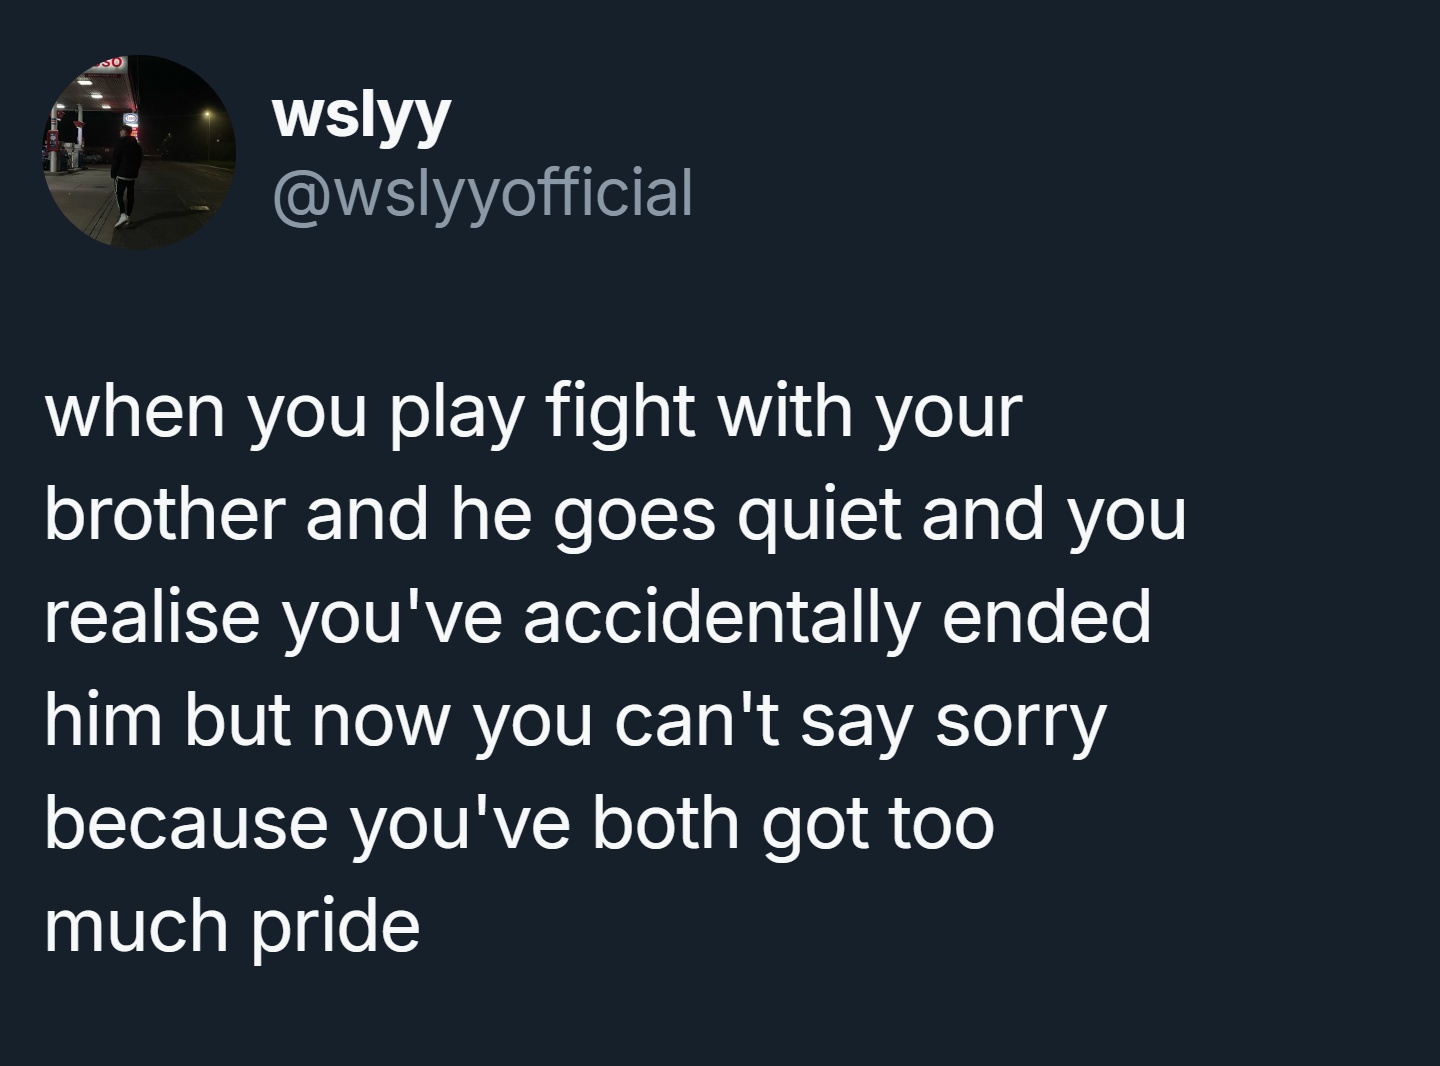 wslyy
@wslyyofficial
when you play fight with your
brother and he goes quiet and you
realise you've accidentally ended
him but now you can't say sorry
because you've both got too
much pride